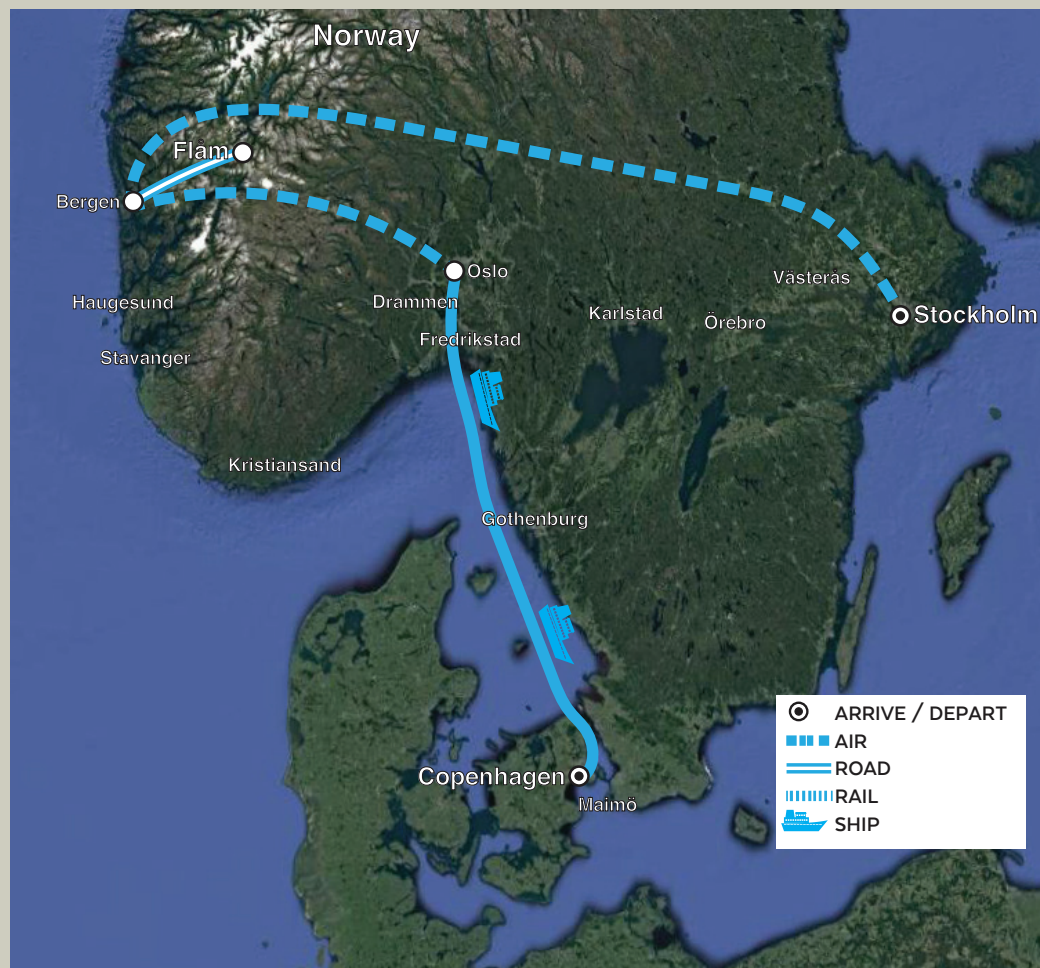 Norway
Flåm
Bergen
Oslo
Haugesund
Drammen
Västerås
Karlstad
Örebro
Stockholm
Fredrikstad
Stavanger
Kristiansand
Gothenburg
Copenhagen
Maimö
ARRIVE / DEPART
AIR
ROAD
RAIL
SHIP